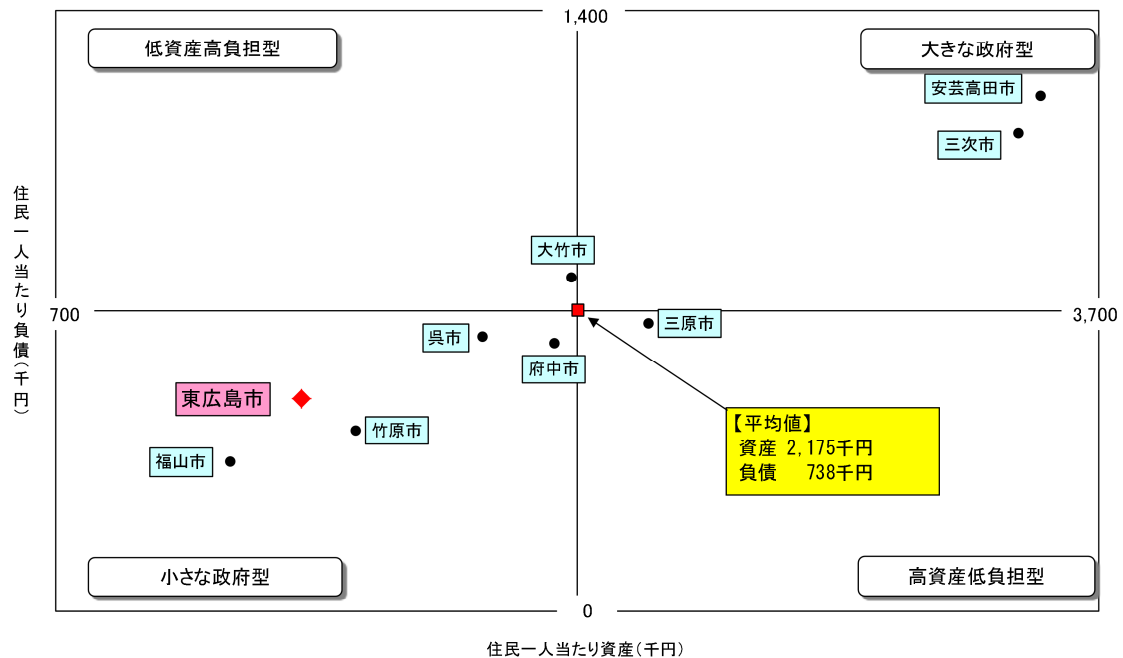 1,400
低資産高負担型
大きな政府型
安芸高田市
三次市
住民一人当たり負債(千円)
大竹市
700
3,700
三原市
呉市
府中市
東広島市
竹原市
福山市
【平均値】
資産 2,175千円
負債 738千円
小さな政府型
高資産低負担型
0
住民一人当たり資産(千円)